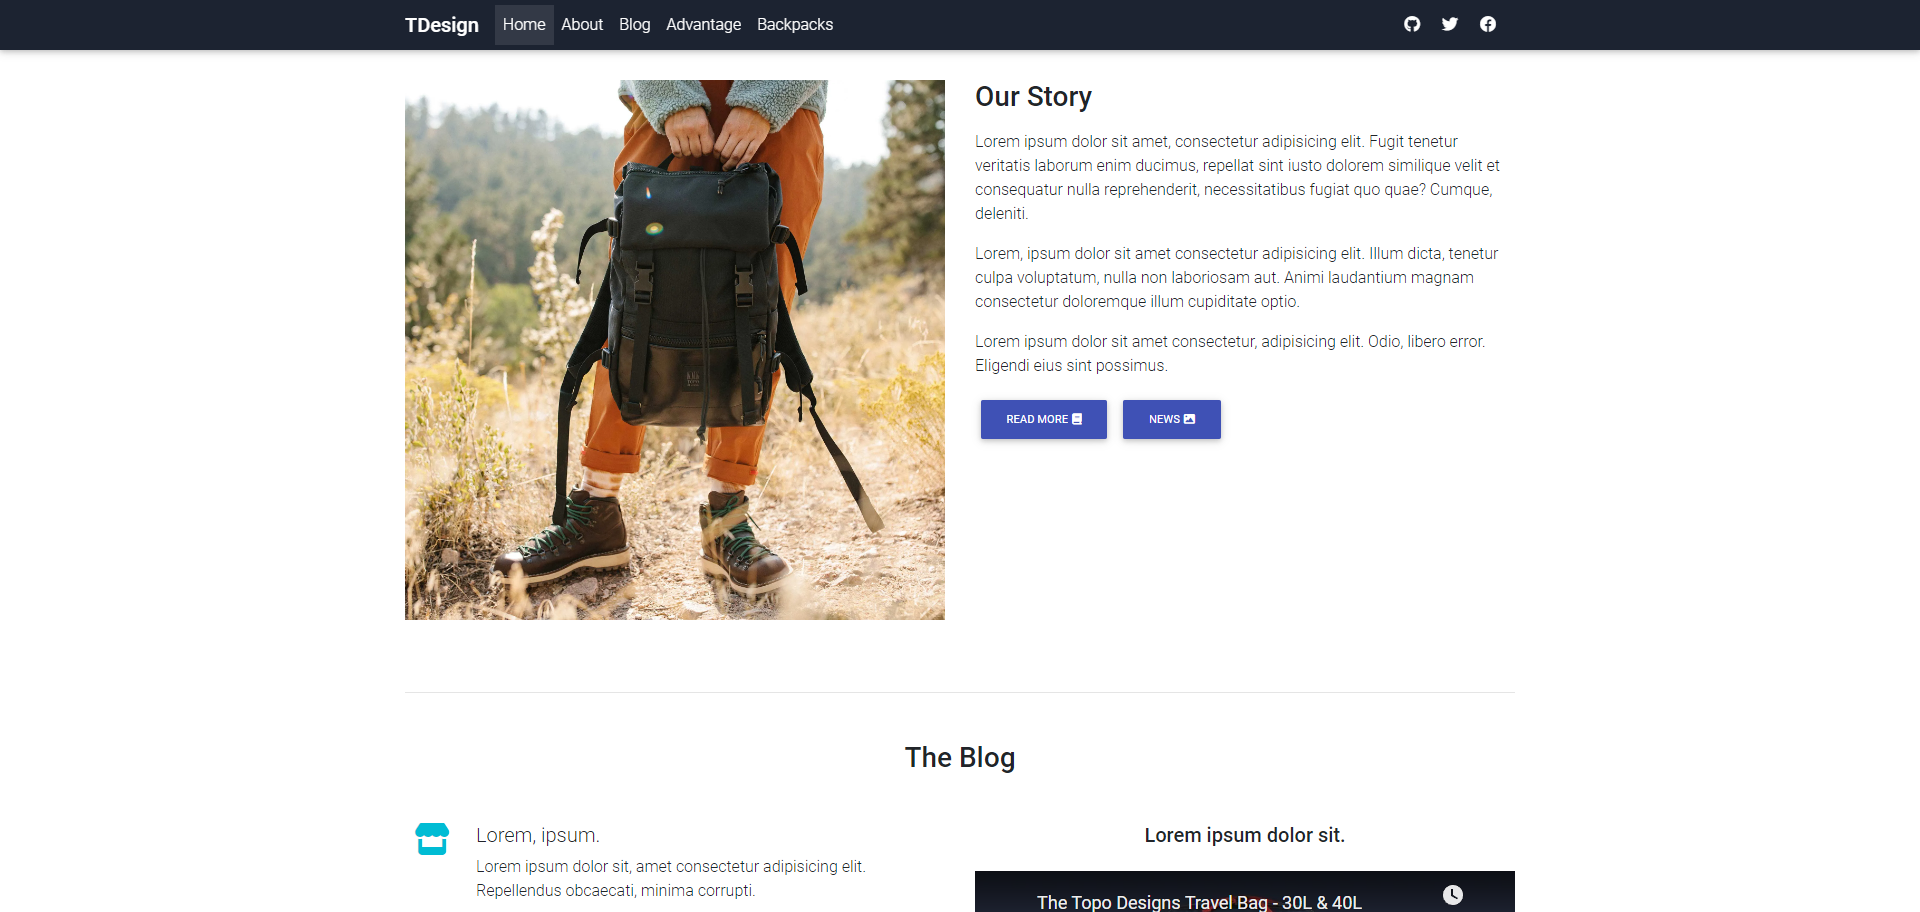 TDesign Home About Blog Advantage Backpacks
Our Story
Lorem ipsum dolor sit amet, consectetur adipisicing elit. Fugit tenetur
veritatis laborum enim ducimus, repellat sint iusto dolorem similique velit et
consequatur nulla reprehenderit, necessitatibus fugiat quo quae? Cumque,
deleniti.
Lorem, ipsum dolor sit amet consectetur adipisicing elit. Illum dicta, tenetur
culpa voluptatum, nulla non laboriosam aut. Animi laudantium magnam
consectetur doloremque illum cupiditate optio.
Lorem ipsum dolor sit amet consectetur, adipisicing elit. Odio, libero error.
Eligendi eius sint possimus.
READ MORE NEWS
The Blog
Lorem, ipsum.
Lorem ipsum dolor sit, amet consectetur adipisicing elit.
Repellendus obcaecati, minima corrupti.
Lorem ipsum dolor sit.
The Topo Designs Travel Bag - 30L & 40L